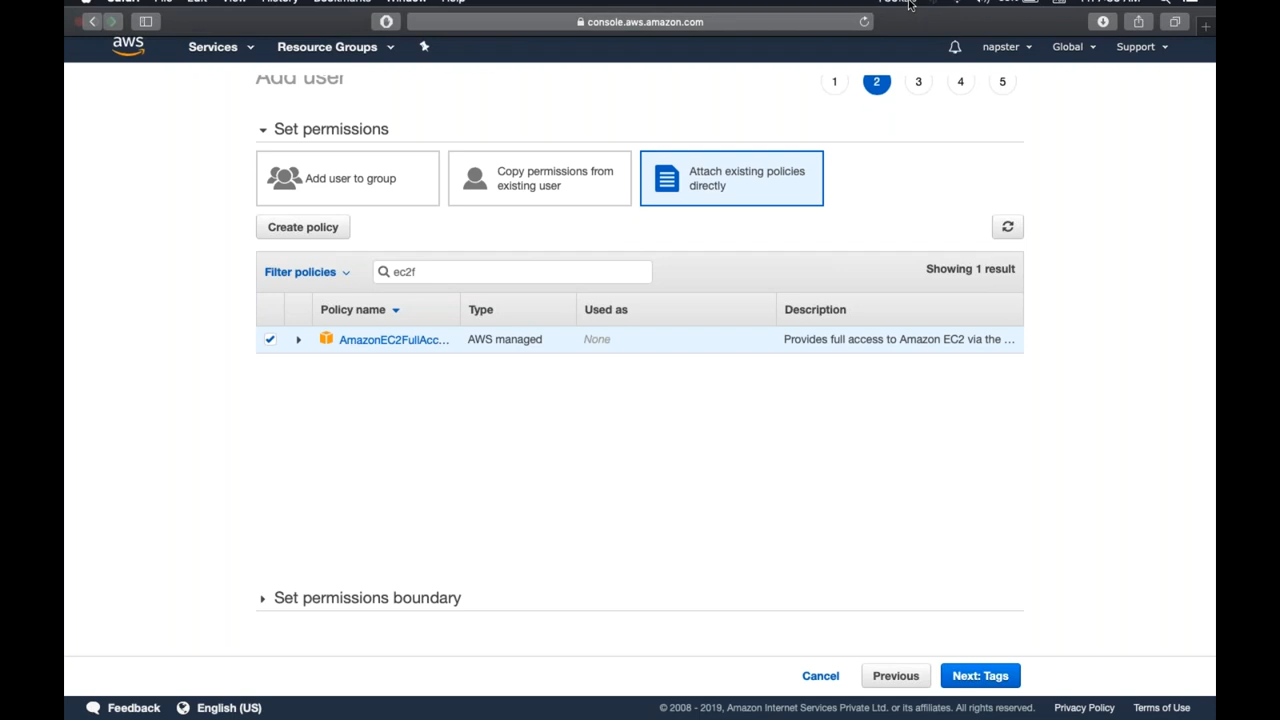 console.aws.amazon.com
aws Services Resource Groups napster Global Support
Add user 1 2 3 4 5
Set permissions
Add user to group
Copy permissions from
existing user
Attach existing policies
directly
Create policy
Filter policies ec2f Showing 1 result
Policy name Type Used as Description
AmazonEC2FullAcc... AWS managed None Provides full access to Amazon EC2 via the ...
Set permissions boundary
Cancel Previous Next: Tags
Feedback English (US) © 2008 - 2019, Amazon Internet Services Private Ltd. or its affiliates. All rights reserved. Privacy Policy Terms of Use